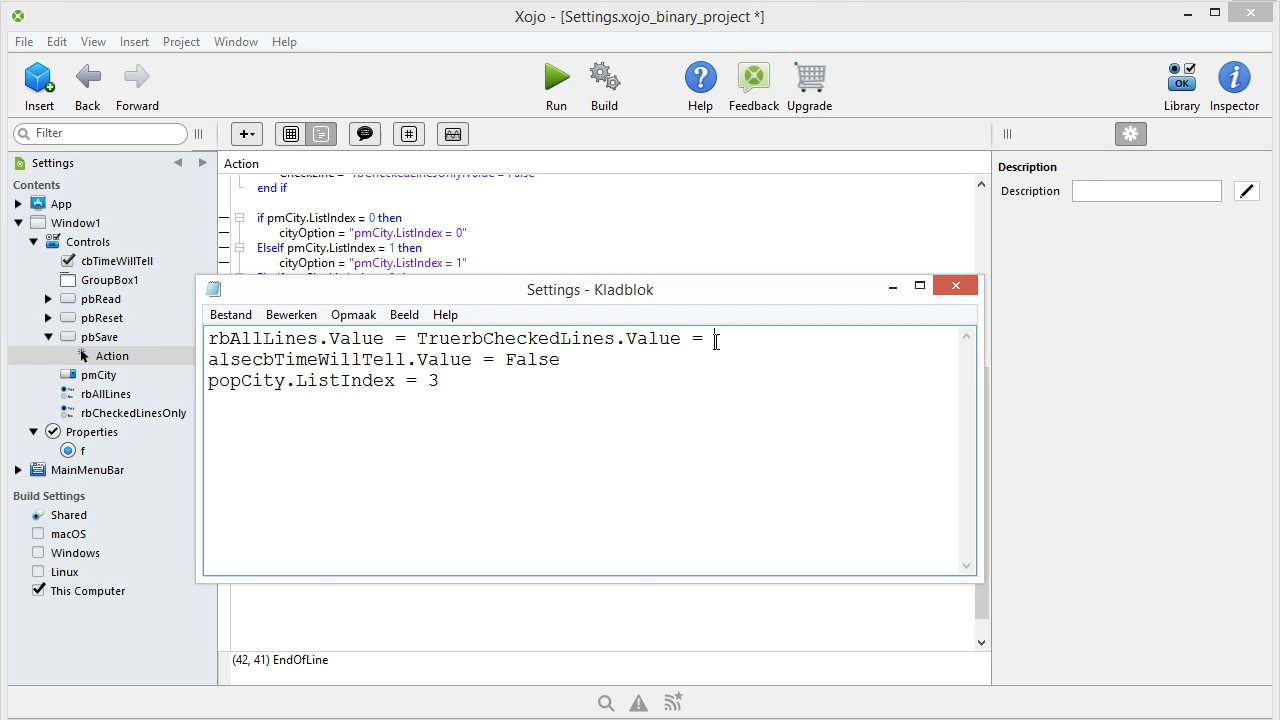 Xojo - [Settings.xojo_binary_project *]
File Edit View Insert Project Window Help
Insert Back Forward Run Build Help Feedback Upgrade Library Inspector
OK
Filter
Settings
Action
Description
Contents
end if
Description
App
Window1
if pmCity.ListIndex = 0 then
cityOption = "pmCity.ListIndex = 0"
Controls
ElseIf pmCity.ListIndex = 1 then
cbTimeWillTell
cityOption = "pmCity.ListIndex = 1"
GroupBox1
pbRead
pbReset
pbSave
Action
pmCity
rbAllLines
rbCheckedLinesOnly
Properties
f
MainMenuBar
Build Settings
Shared
macOS
Windows
Linux
This Computer
Settings - Kladblok
Bestand Bewerken Opmaak Beeld Help
rbAllLines.Value = TruerbCheckedLines.Value =
alsecbTimeWillTell.Value = False
popCity.ListIndex = 3
(42, 41) EndOfLine